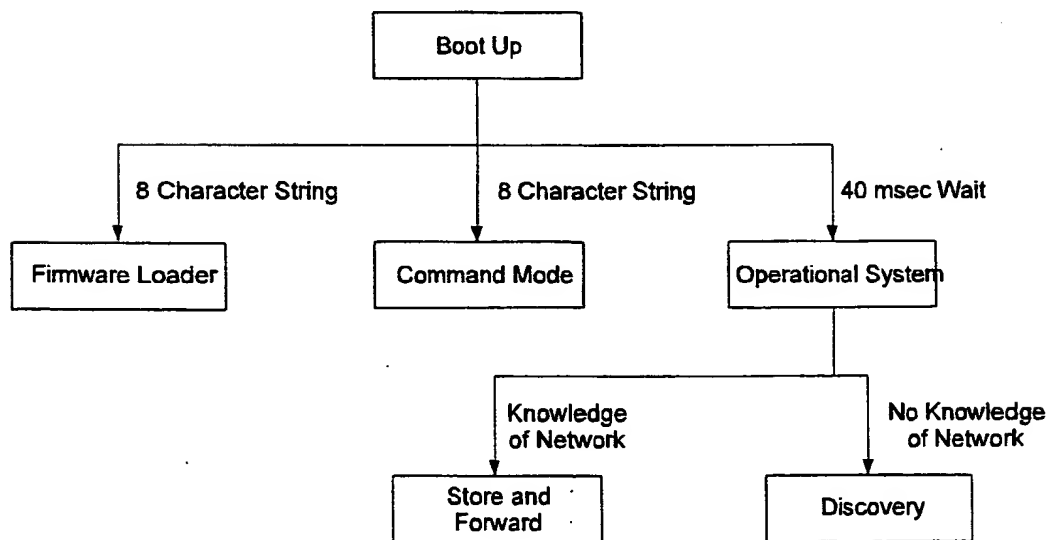 Boot Up
8 Character String
8 Character String
40 msec Wait
Firmware Loader
Command Mode
Operational System
Knowledge
of Network
No Knowledge
of Network
Store and
Forward
Discovery